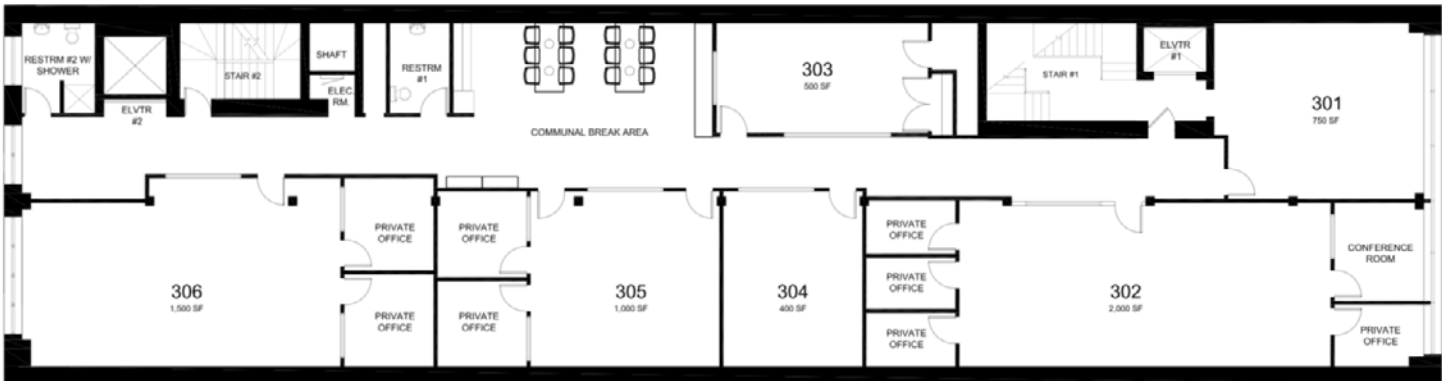 RESTRM #2 W/
SHOWER
ELVTR
#2
STAIR #2
SHAFT
ELEC.
RM.
RESTRM
#1
COMMUNAL BREAK AREA
303
500 SF
STAIR #1
ELVTR
#1
301
750 SF
306
1,500 SF
PRIVATE
OFFICE
PRIVATE
OFFICE
PRIVATE
OFFICE
PRIVATE
OFFICE
305
1,000 SF
304
400 SF
PRIVATE
OFFICE
PRIVATE
OFFICE
PRIVATE
OFFICE
302
2,000 SF
CONFERENCE
ROOM
PRIVATE
OFFICE